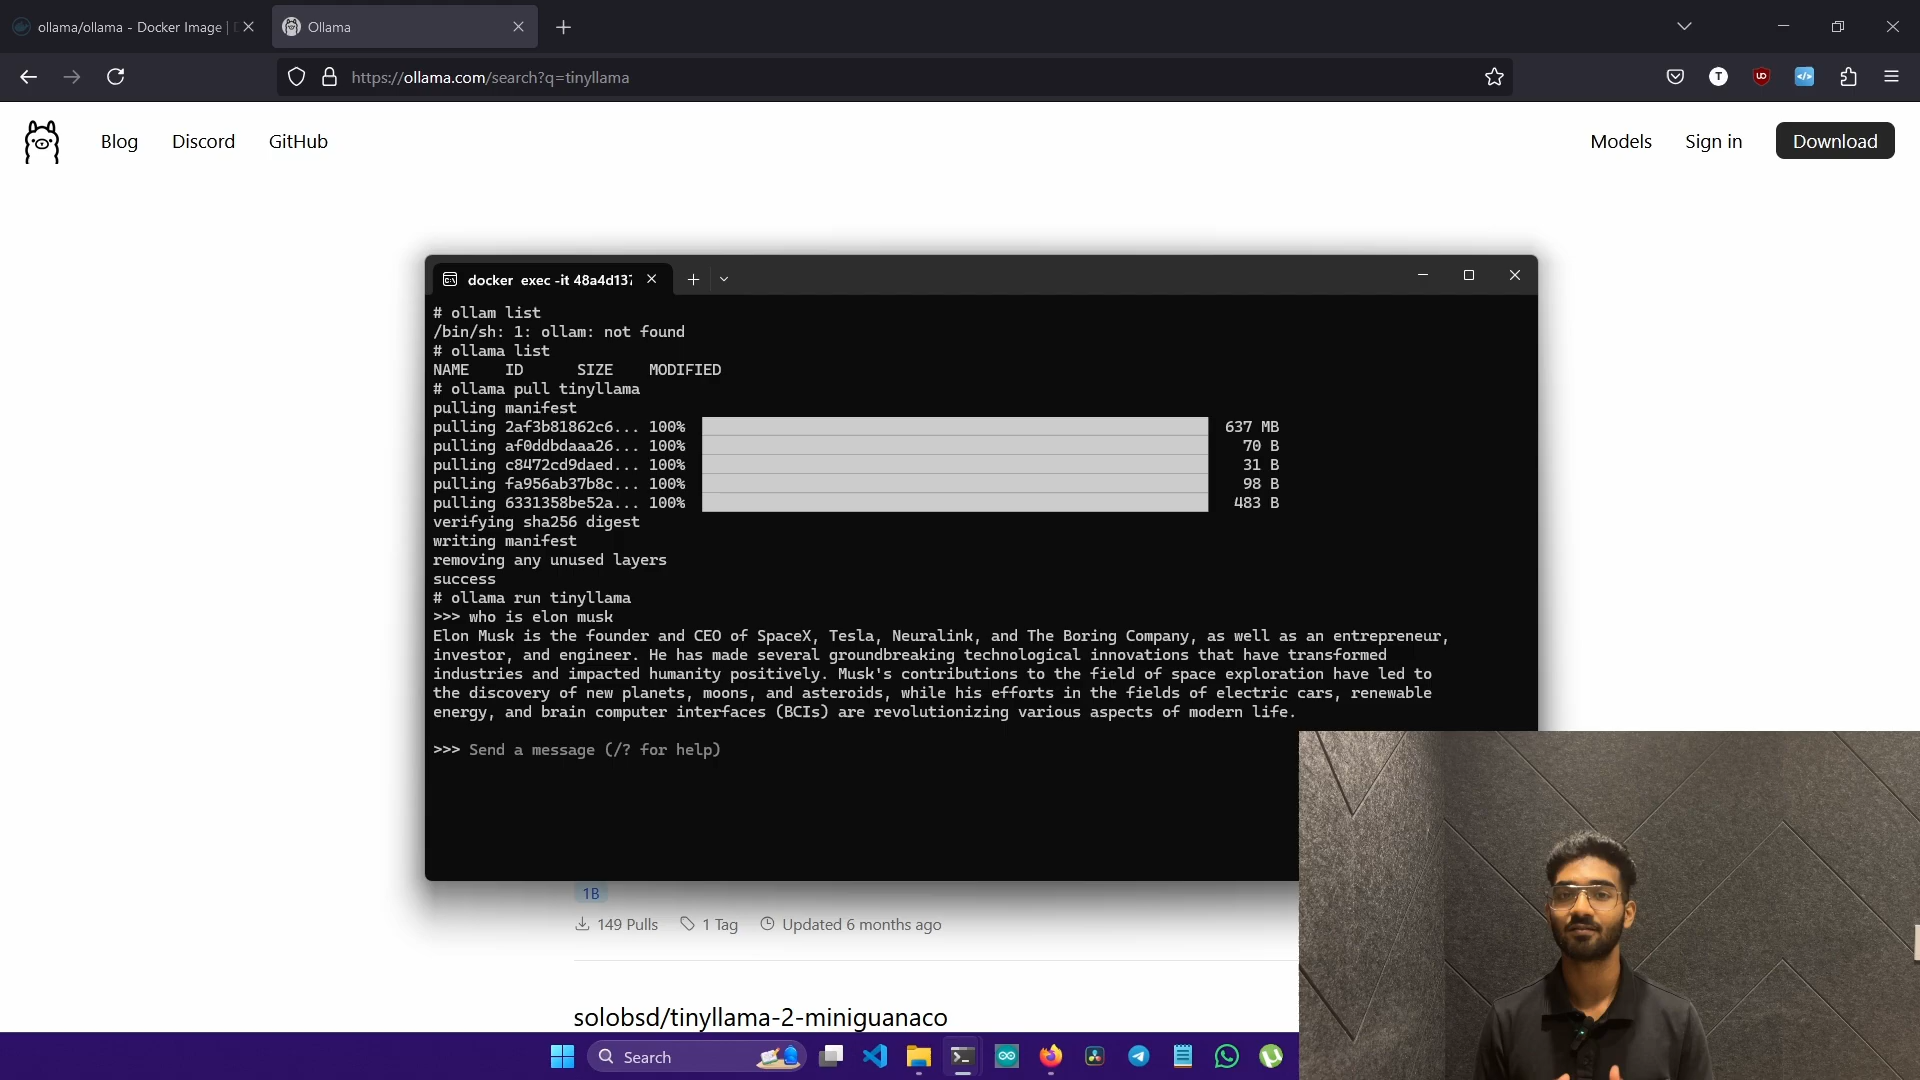 ollama/ollama - Docker Image |
Ollama
https://ollama.com/search?q=tinyllama
Blog Discord GitHub
Models Sign in Download
docker exec -it 48a4d137
# ollam list
/bin/sh: 1: ollam: not found
# ollama list
NAME ID SIZE MODIFIED
# ollama pull tinyllama
pulling manifest
pulling 2af3b81862c6... 100% 637 MB
pulling af0ddbdaaa26... 100% 70 B
pulling c8472cd9daed... 100% 31 B
pulling fa956ab37b8c... 100% 98 B
pulling 6331358be52a... 100% 483 B
verifying sha256 digest
writing manifest
removing any unused layers
success
# ollama run tinyllama
>>> who is elon musk
Elon Musk is the founder and CEO of SpaceX, Tesla, Neuralink, and The Boring Company, as well as an entrepreneur,
investor, and engineer. He has made several groundbreaking technological innovations that have transformed
industries and impacted humanity positively. Musk's contributions to the field of space exploration have led to
the discovery of new planets, moons, and asteroids, while his efforts in the fields of electric cars, renewable
energy, and brain computer interfaces (BCIs) are revolutionizing various aspects of modern life.
>>> Send a message (/? for help)
1B
149 Pulls 1 Tag Updated 6 months ago
solobsd/tinyllama-2-miniguanaco
Search